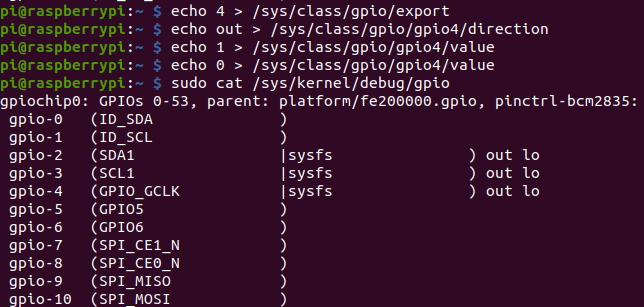 pi@raspberrypi:~ $ echo 4 > /sys/class/gpio/export
pi@raspberrypi:~ $ echo out > /sys/class/gpio/gpio4/direction
pi@raspberrypi:~ $ echo 1 > /sys/class/gpio/gpio4/value
pi@raspberrypi:~ $ echo 0 > /sys/class/gpio/gpio4/value
pi@raspberrypi:~ $ sudo cat /sys/kernel/debug/gpio
gpiochip0: GPIOs 0-53, parent: platform/fe200000.gpio, pinctrl-bcm2835:
 gpio-0   (ID_SDA              )
 gpio-1   (ID_SCL              )
 gpio-2   (SDA1                |sysfs               ) out lo
 gpio-3   (SCL1                |sysfs               ) out lo
 gpio-4   (GPIO_GCLK           |sysfs               ) out lo
 gpio-5   (GPIO5               )
 gpio-6   (GPIO6               )
 gpio-7   (SPI_CE1_N           )
 gpio-8   (SPI_CE0_N           )
 gpio-9   (SPI_MISO            )
 gpio-10  (SPI_MOSI            )